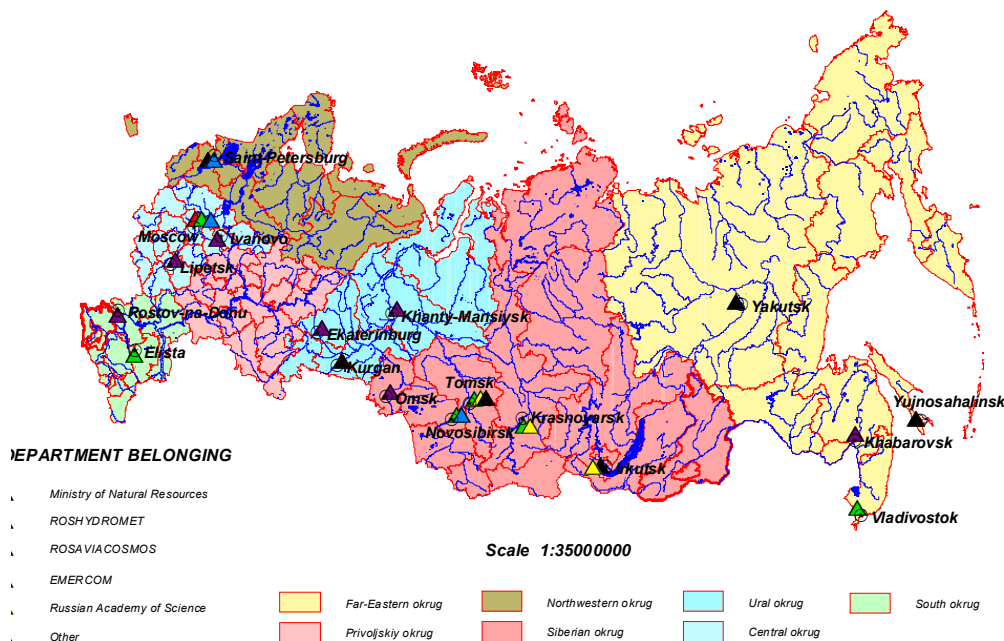 Saint-Petersburg
Moscow
Ivanovo
Lipetsk
Rostov-na-Donu
Khanty-Mansiysk
Yakutsk
Ekaterinburg
Elista
Kurgan
Tomsk
Omsk
Yujnosahalinsk
Krasnoyarsk
Novosibirsk
Khabarovsk
Irkutsk
Vladivostok
DEPARTMENT BELONGING
Ministry of Natural Resources
ROSHYDROMET
ROSAVIACOSMOS
EMERCOM
Russian Academy of Science
Other
Scale 1:35000000
Far-Eastern okrug
Northwestern okrug
Ural okrug
South okrug
Privoljskiy okrug
Siberian okrug
Central okrug